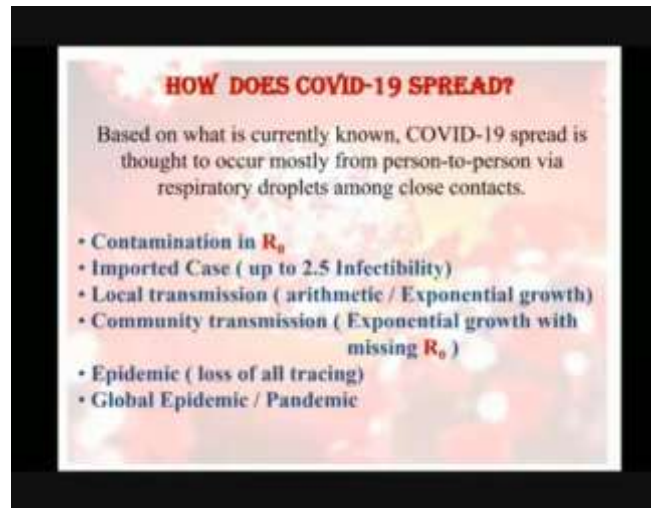 HOW DOES COVID-19 SPREAD?
Based on what is currently known, COVID-19 spread is
thought to occur mostly from person-to-person via
respiratory droplets among close contacts.
• Contamination in R₀
• Imported Case ( up to 2.5 Infectibility)
• Local transmission ( arithmetic / Exponential growth)
• Community transmission ( Exponential growth with
missing R₀ )
• Epidemic ( loss of all tracing)
• Global Epidemic / Pandemic